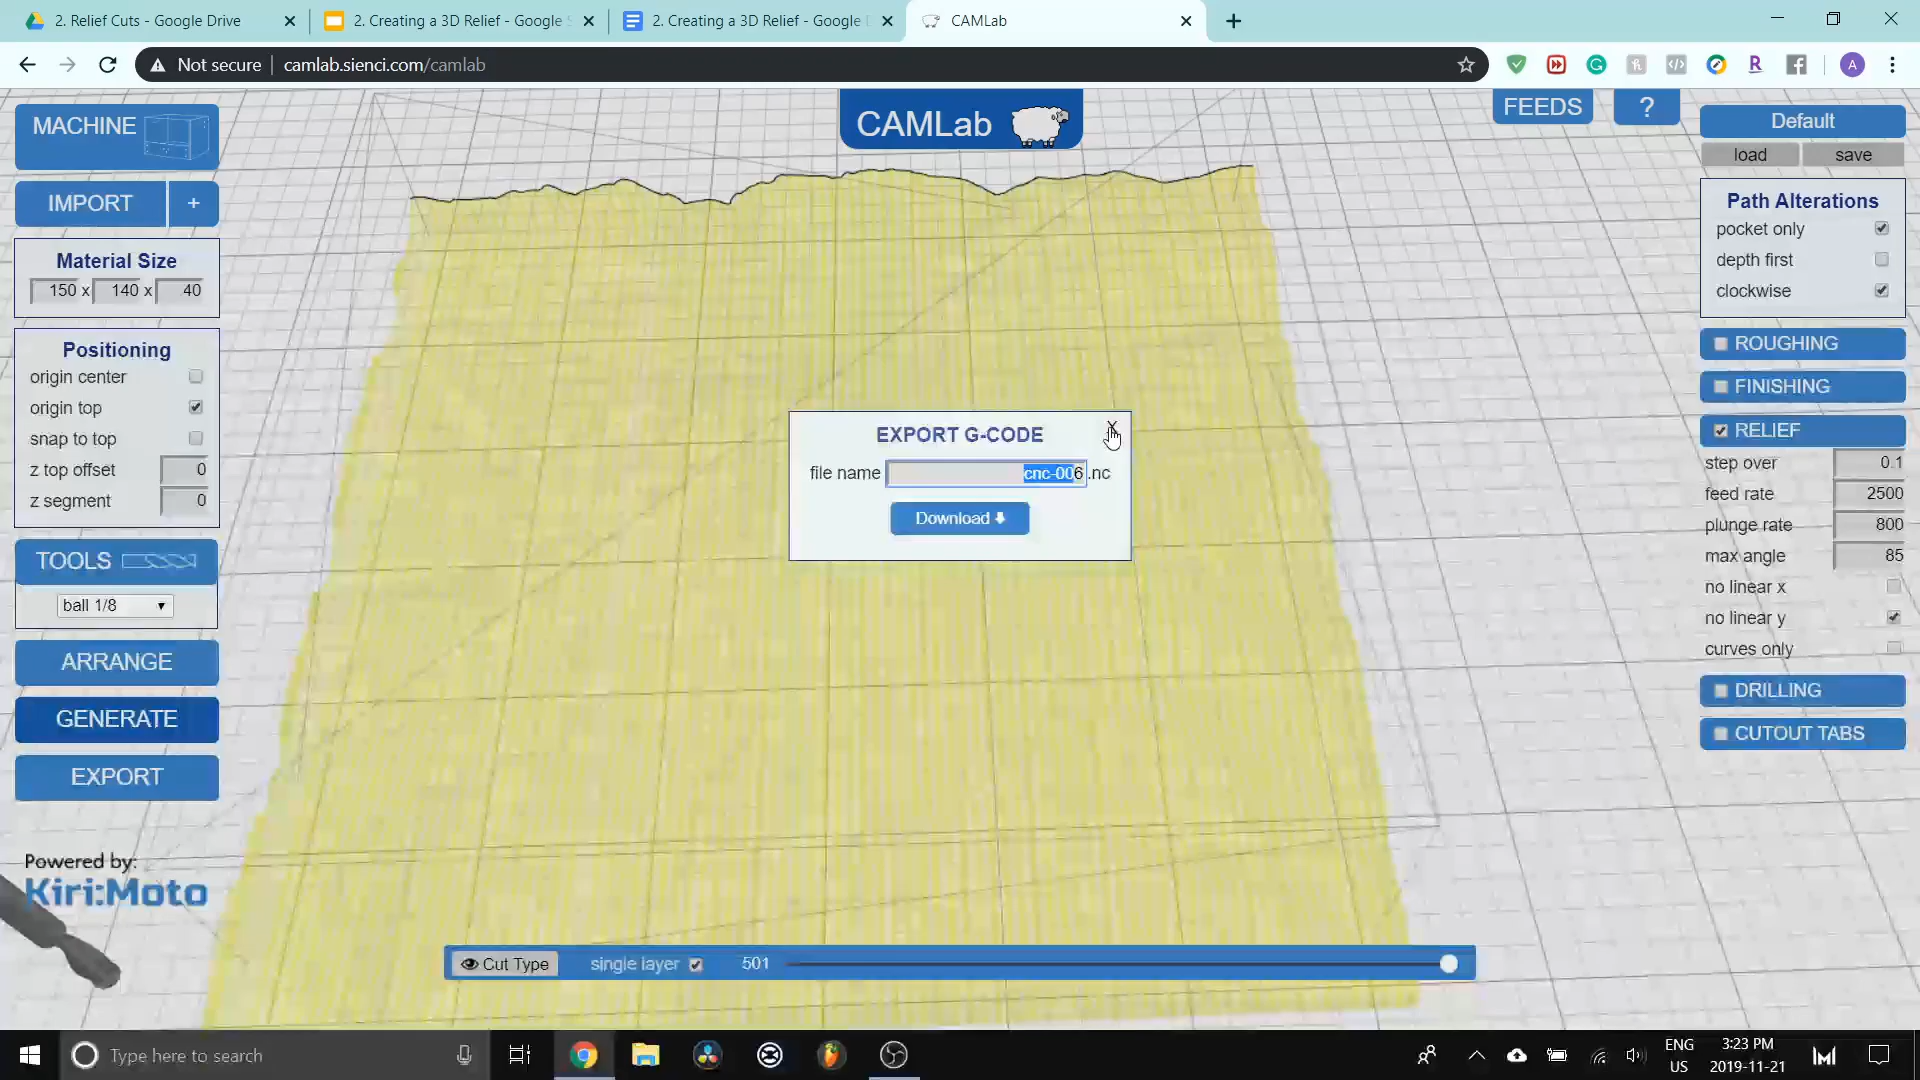 2. Relief Cuts - Google Drive
2. Creating a 3D Relief - Google S
2. Creating a 3D Relief - Google D
CAMLab
Not secure | camlab.sienci.com/camlab
A
MACHINE
CAMLab
FEEDS
?
Default
load
save
IMPORT
+
Path Alterations
pocket only
depth first
clockwise
Material Size
150 x 140 x 40
Positioning
origin center
origin top
snap to top
z top offset 0
z segment 0
ROUGHING
FINISHING
RELIEF
step over 0.1
feed rate 2500
plunge rate 800
max angle 85
no linear x
no linear y
curves only
DRILLING
CUTOUT TABS
EXPORT G-CODE
X
file name cnc-006 .nc
Download
TOOLS
ball 1/8
ARRANGE
GENERATE
EXPORT
Powered by:
Kiri:Moto
Cut Type
single layer
501
Type here to search
ENG
US
3:23 PM
2019-11-21